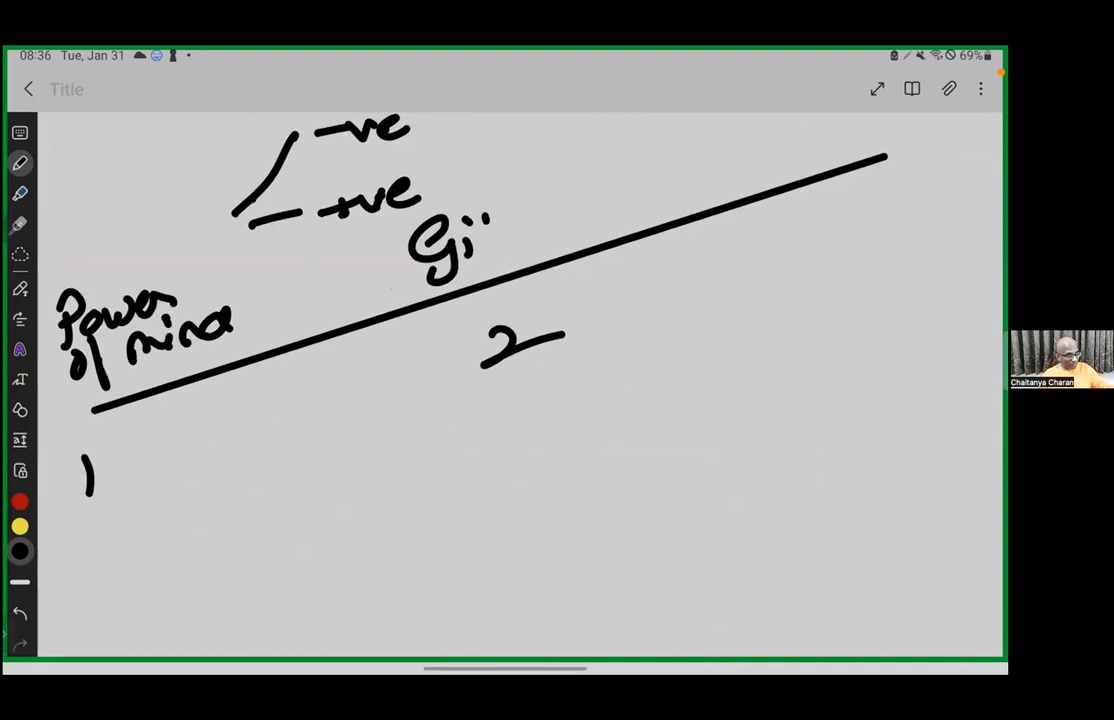 08:36 Tue, Jan 31 69%
Title
-ve
+ve
Gi
Power
of mind
2
1
Chaitanya Charan